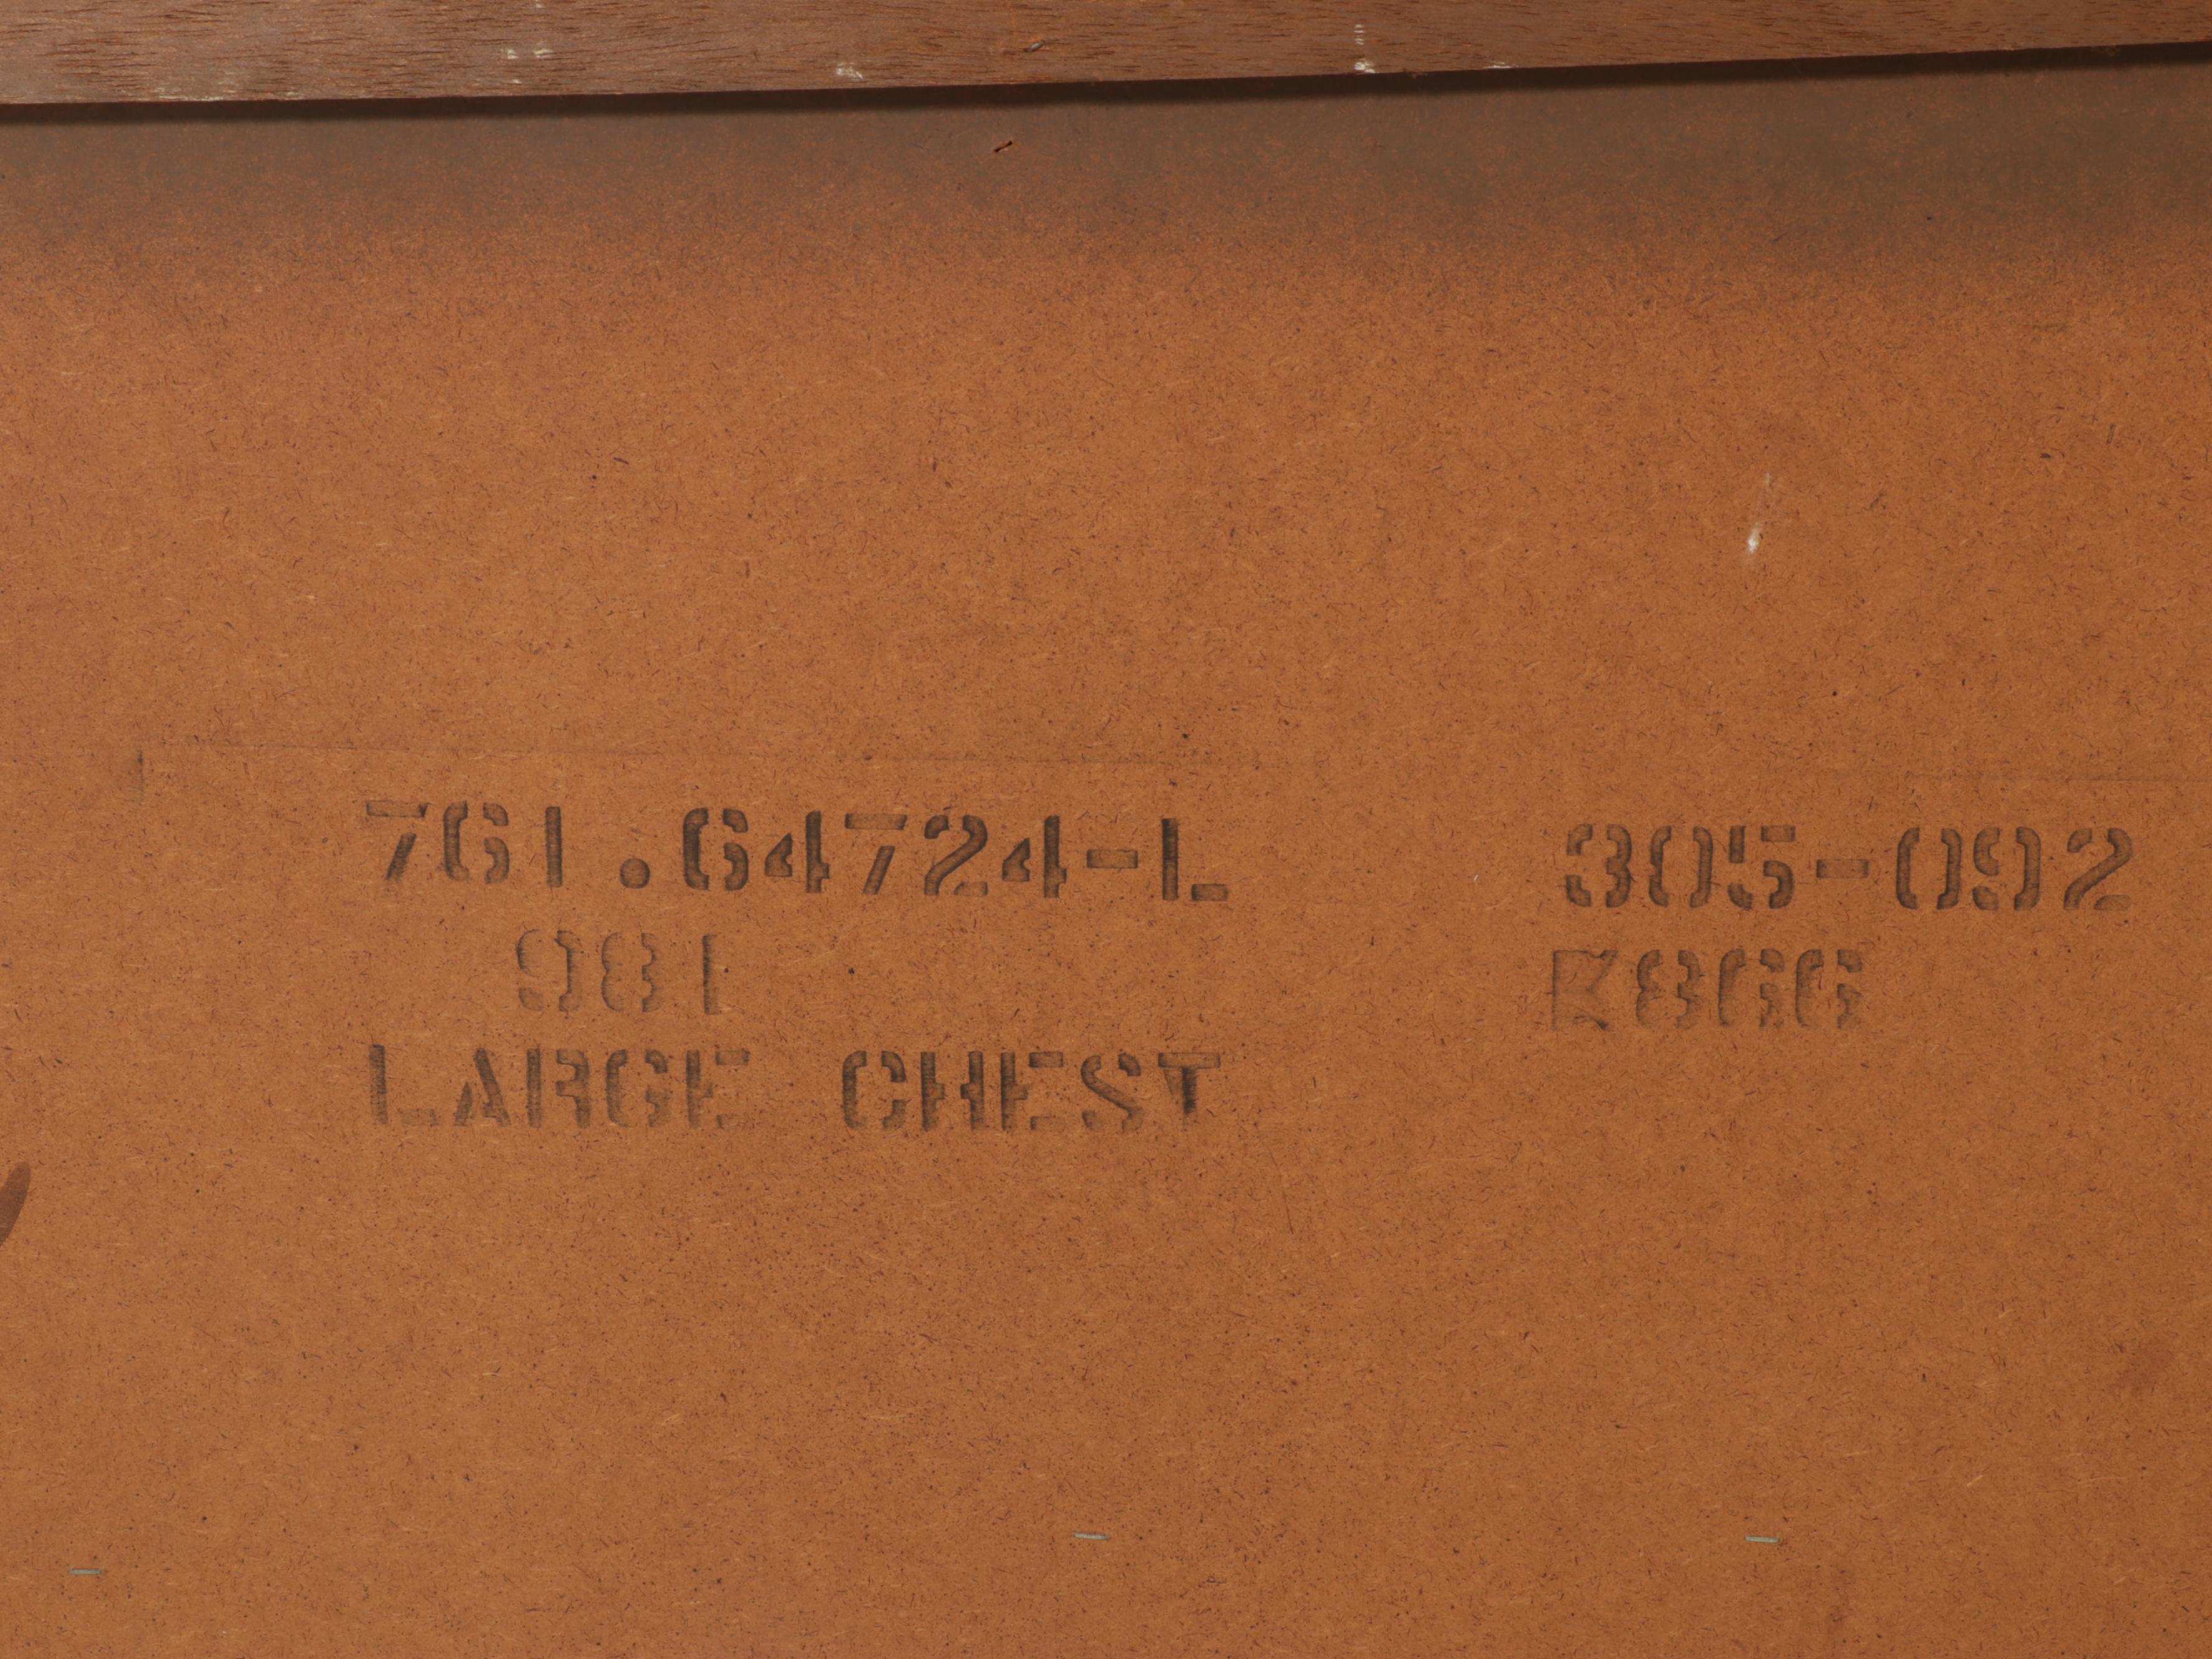 761.64724-L
981
LARGE CHEST
305-092
K866